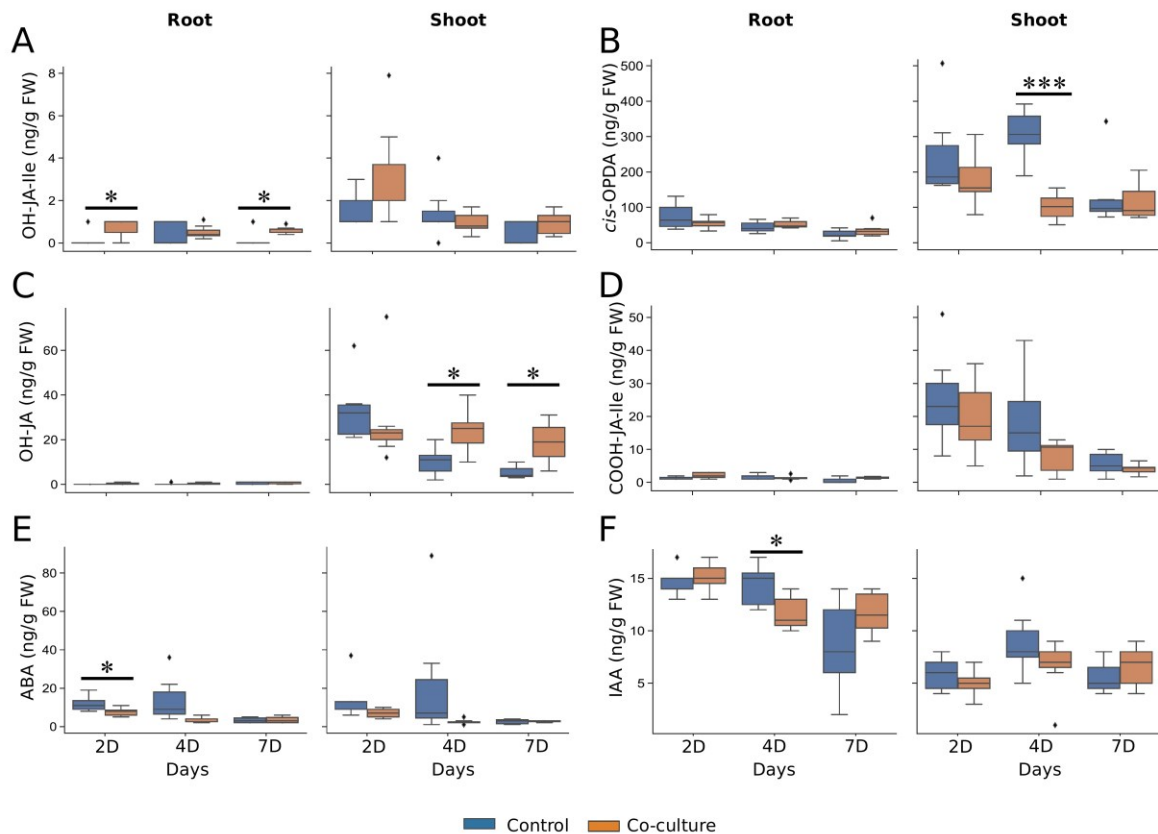 Root
Shoot
Root
Shoot
A
OH-JA-Ile (ng/g FW)
8
6
4
2
0
*
*
B
cis-OPDA (ng/g FW)
500
400
300
200
100
0
***
C
OH-JA (ng/g FW)
60
40
20
0
*
*
D
COOH-JA-Ile (ng/g FW)
50
40
30
20
10
0
E
ABA (ng/g FW)
80
60
40
20
0
*
2D 4D 7D
Days
2D 4D 7D
Days
F
IAA (ng/g FW)
15
10
5
*
2D 4D 7D
Days
2D 4D 7D
Days
Control Co-culture